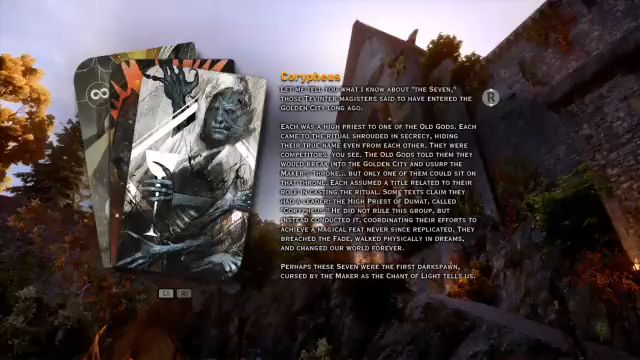 Corypheus
Let me tell you what I know about "the Seven,"
those Tevinter magisters said to have entered the
Golden City long ago.
Each was a high priest to one of the Old Gods. Each
came to the ritual shrouded in secrecy, hiding
their true name even from each other. They were
competitors, you see. The Old Gods told them they
would break into the Golden City and usurp the
Maker's throne... but only one of them could sit on
that throne. Each assumed a title related to their
role in casting the ritual. Some texts claim they
had a leader: the High Priest of Dumat, called
"Corypheus." He did not rule this group, but
instead conducted it, coordinating their efforts to
achieve a magical feat never since replicated. They
breached the Fade, walked physically in dreams,
and changed our world forever.
Perhaps these Seven were the first darkspawn,
cursed by the Maker as the Chant of Light tells us.
R